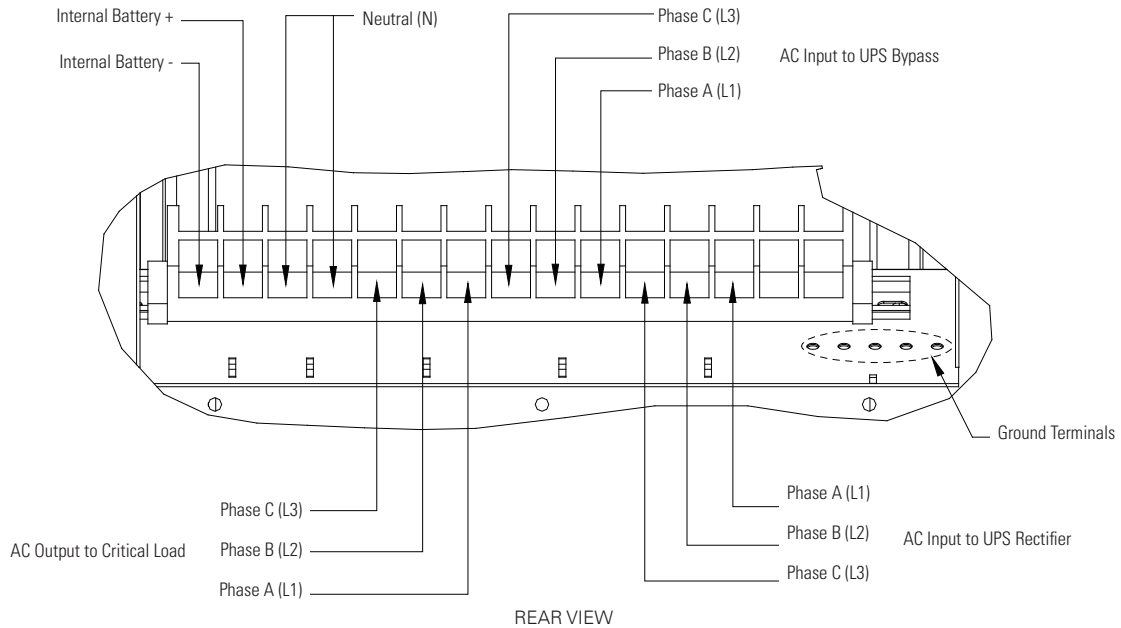 Internal Battery +
Internal Battery -
Neutral (N)
Phase C (L3)
Phase B (L2)
Phase A (L1)
AC Input to UPS Bypass
Ground Terminals
Phase C (L3)
Phase B (L2)
Phase A (L1)
AC Output to Critical Load
Phase A (L1)
Phase B (L2)
Phase C (L3)
AC Input to UPS Rectifier
REAR VIEW